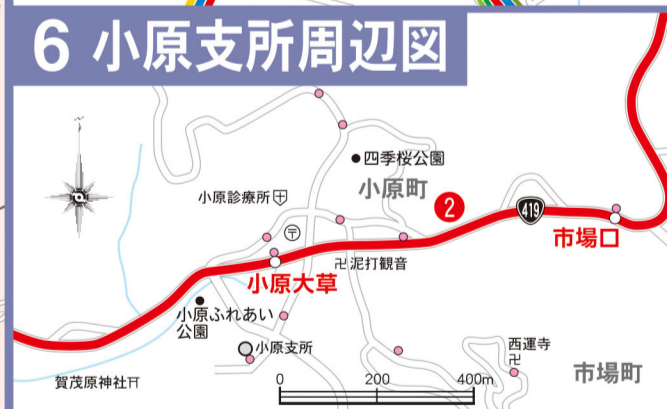 6 小原支所周辺図
四季桜公園
小原診療所
小原町
2
419
市場口
〒
卍泥打観音
小原大草
小原ふれあい
公園
小原支所
西運寺
卍
市場町
賀茂原神社
0 200 400m